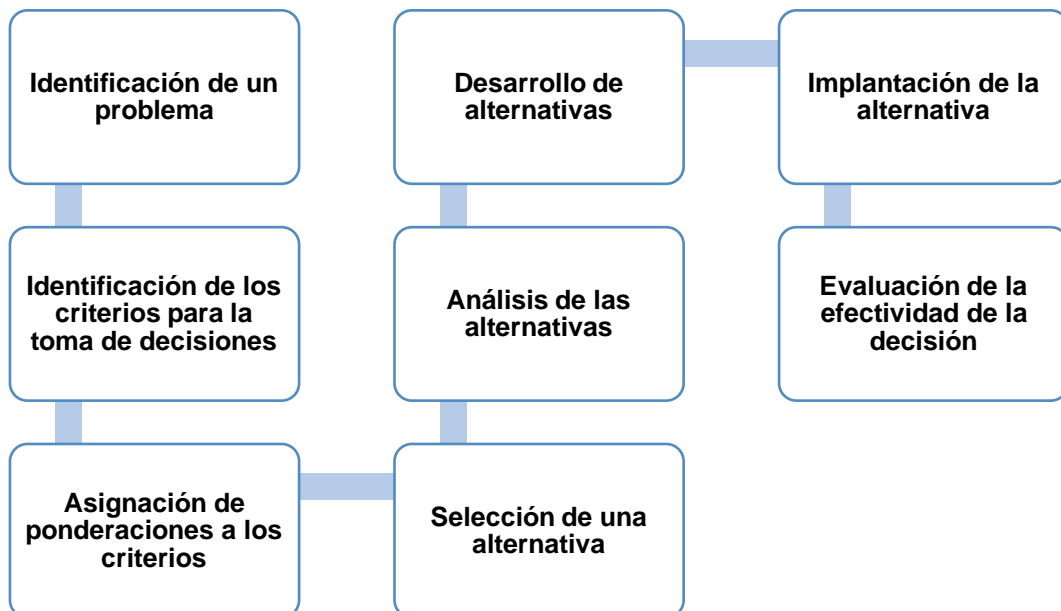 Identificación de un
problema
Identificación de los
criterios para la
toma de decisiones
Asignación de
ponderaciones a los
criterios
Selección de una
alternativa
Análisis de las
alternativas
Desarrollo de
alternativas
Implantación de la
alternativa
Evaluación de la
efectividad de la
decisión